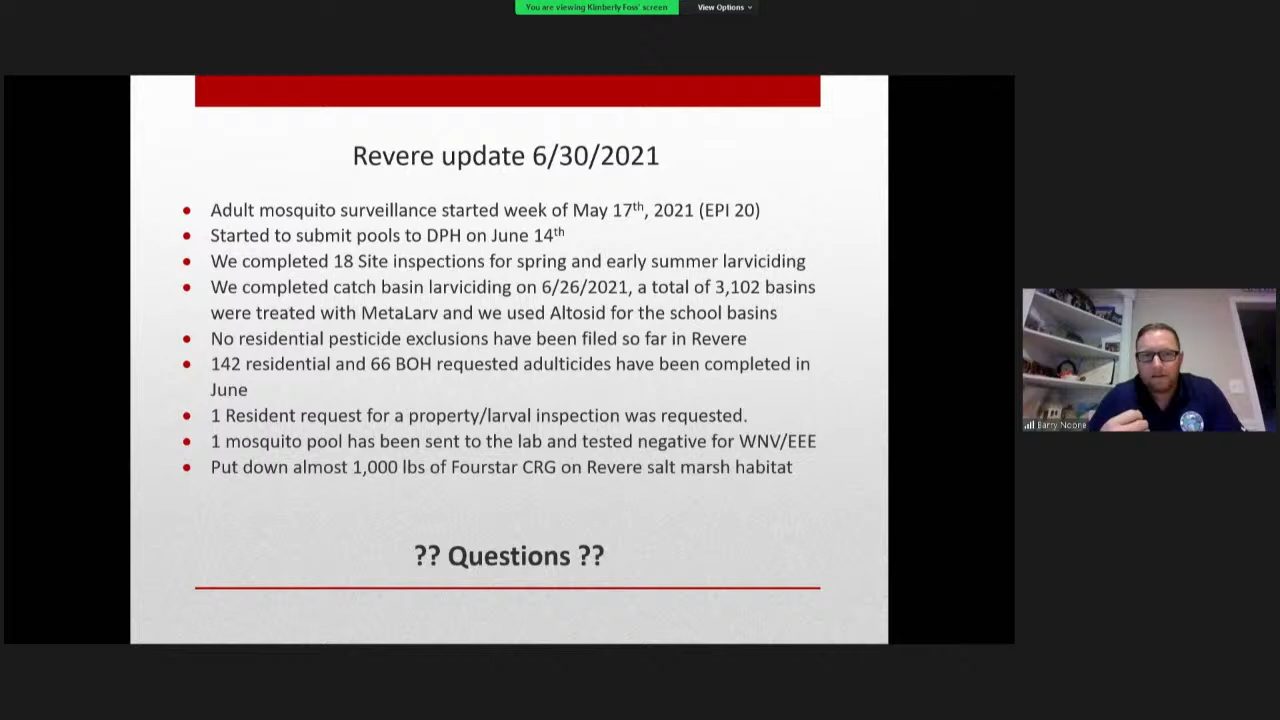 You are viewing Kimberly Foss' screen
View Options
Revere update 6/30/2021
• Adult mosquito surveillance started week of May 17th, 2021 (EPI 20)
• Started to submit pools to DPH on June 14th
• We completed 18 Site inspections for spring and early summer larviciding
• We completed catch basin larviciding on 6/26/2021, a total of 3,102 basins
were treated with MetaLarv and we used Altosid for the school basins
• No residential pesticide exclusions have been filed so far in Revere
• 142 residential and 66 BOH requested adulticides have been completed in
June
• 1 Resident request for a property/larval inspection was requested.
• 1 mosquito pool has been sent to the lab and tested negative for WNV/EEE
• Put down almost 1,000 lbs of Fourstar CRG on Revere salt marsh habitat
?? Questions ??
Barry Noone